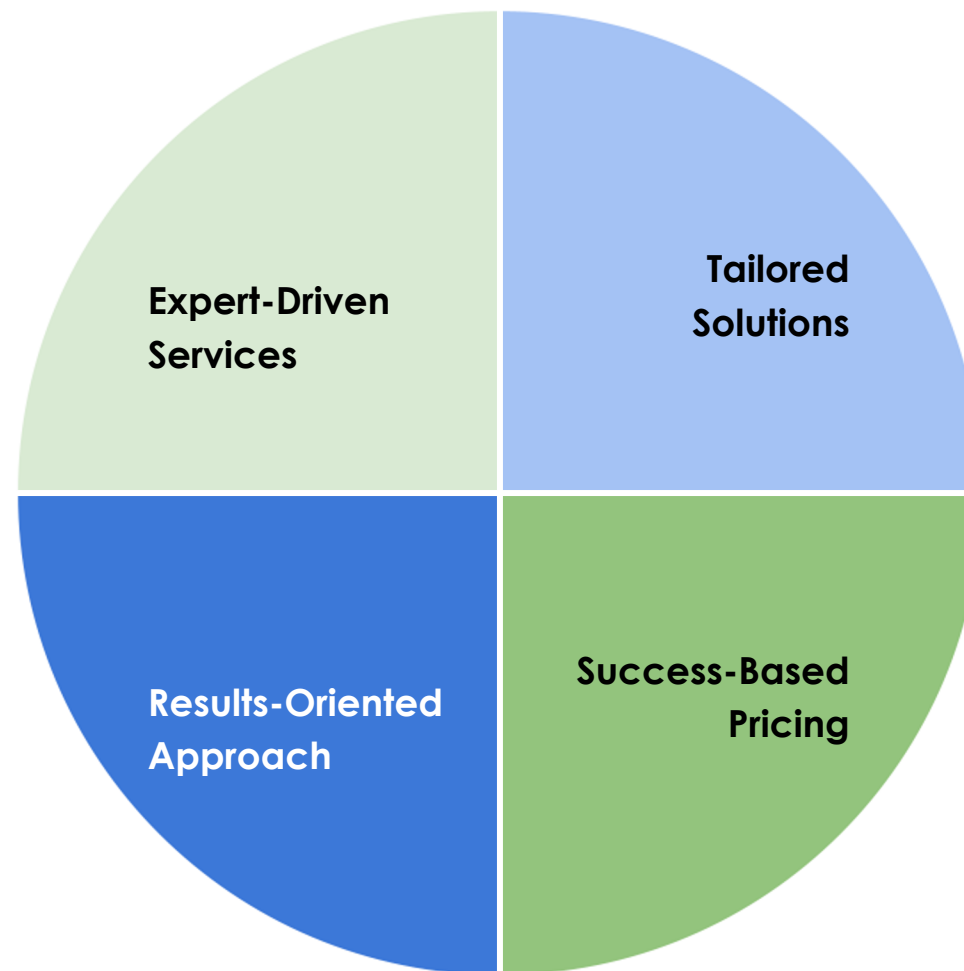 Expert-Driven
Services
Tailored
Solutions
Results-Oriented
Approach
Success-Based
Pricing